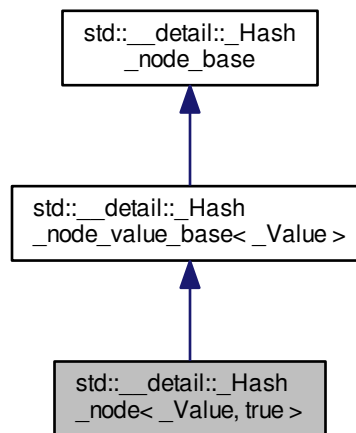 std::__detail::_Hash
_node_base
std::__detail::_Hash
_node_value_base< _Value >
std::__detail::_Hash
_node< _Value, true >